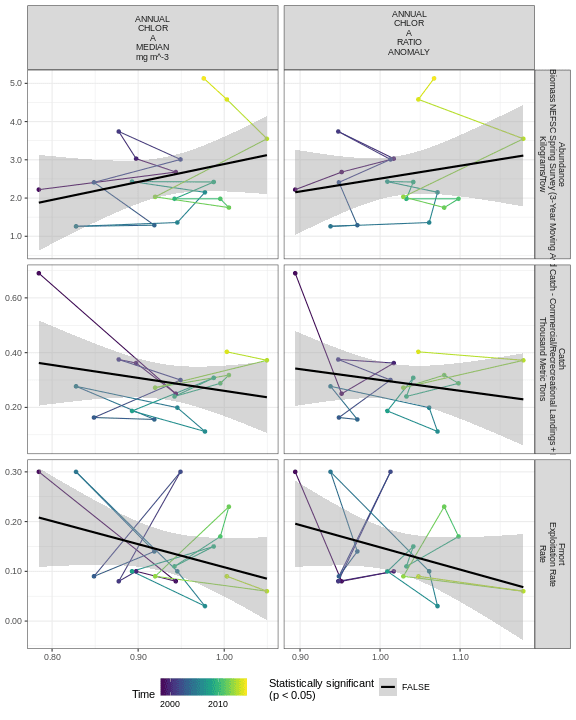 ANNUAL
CHLOR
A
MEDIAN
mg m^-3
ANNUAL
CHLOR
A
RATIO
ANOMALY
5.0
4.0
3.0
2.0
1.0
Abundance
Biomass NEFSC Spring Survey (3-Year Moving
Kilograms/Tow
0.60
0.40
0.20
Catch
Catch - Commercial/Recreational Landings +
Thousand Metric Tons
0.30
0.20
0.10
0.00
Fmort
Exploitation Rate
Rate
0.80
0.90
1.00
0.90
1.00
1.10
Time
2000
2010
Statistically significant
(p < 0.05)
FALSE